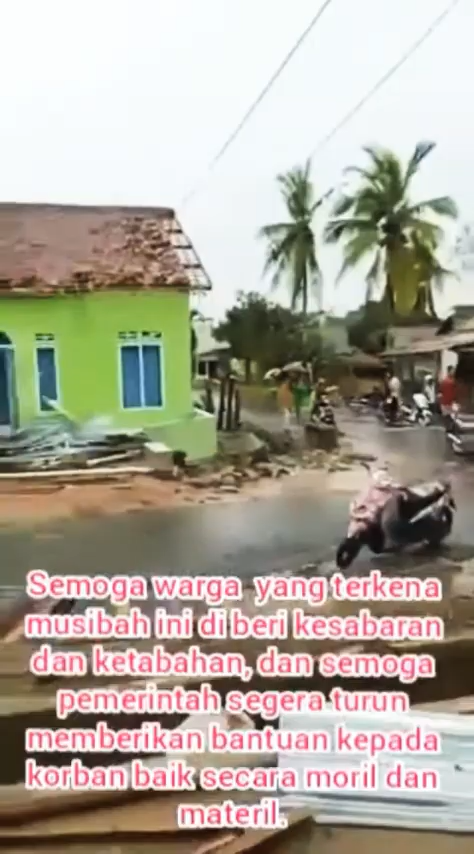 Semoga warga yang terkena
musibah ini di beri kesabaran
dan ketabahan, dan semoga
pemerintah segera turun
memberikan bantuan kepada
korban baik secara moril dan
materil.